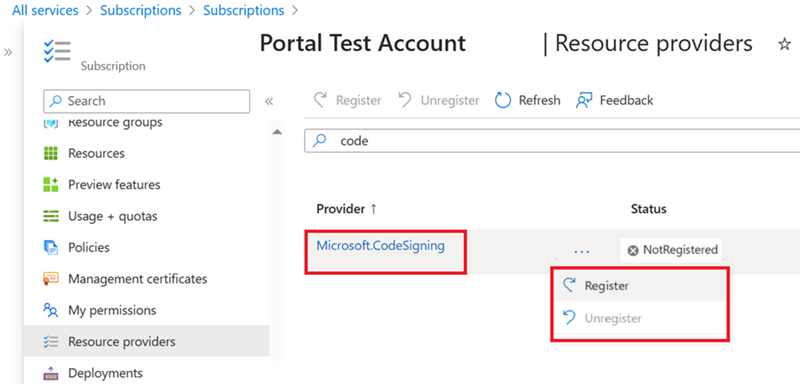 All services > Subscriptions > Subscriptions >
»
Portal Test Account | Resource providers ☆
Subscription
Search «
Resource groups
Resources
Preview features
Usage + quotas
Policies
Management certificates
My permissions
Resource providers
Deployments
Register Unregister Refresh Feedback
code
Provider ↑ Status
Microsoft.CodeSigning ... NotRegistered
Register
Unregister